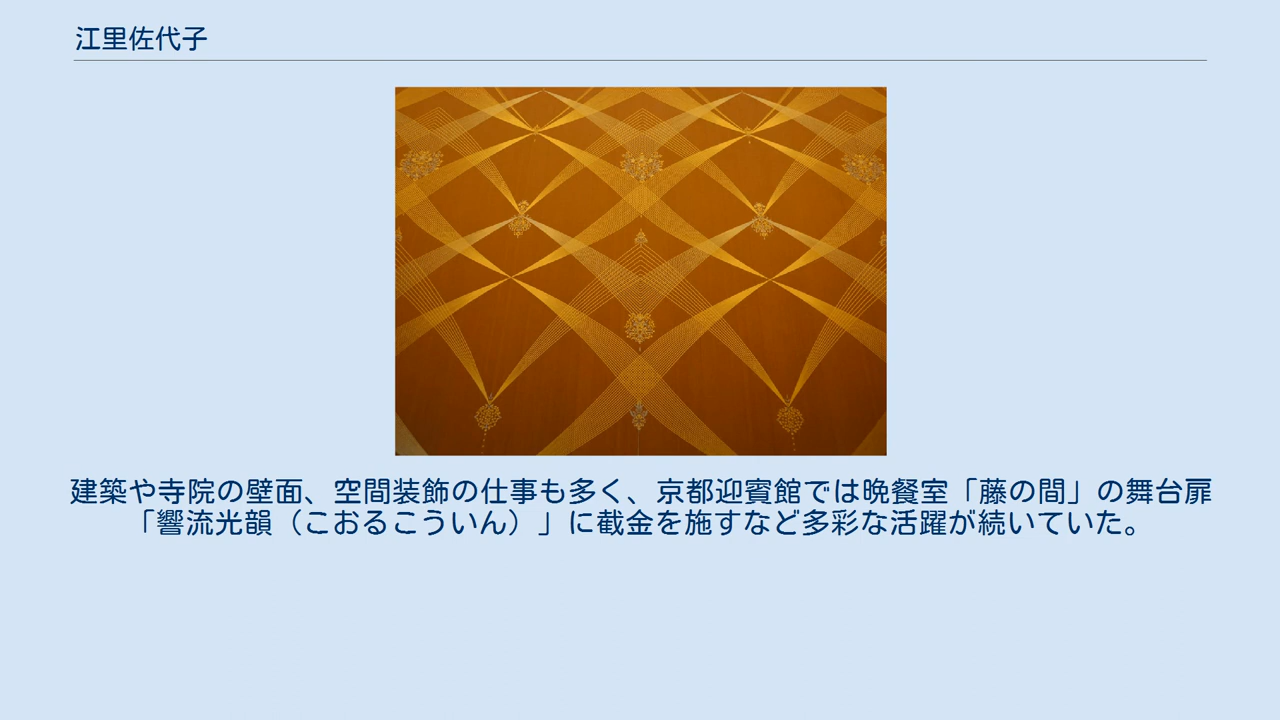 江里佐代子
建築や寺院の壁面、空間装飾の仕事も多く、京都迎賓館では晩餐室「藤の間」の舞台扉
「響流光韻（こおるこういん）」に截金を施すなど多彩な活躍が続いていた。